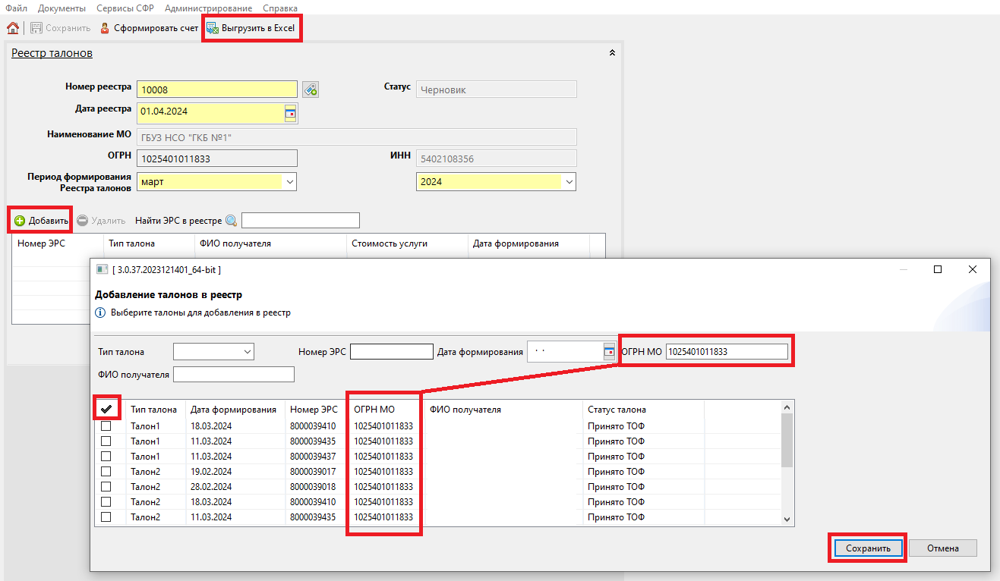 Файл Документы Сервисы СФР Администрирование Справка
Сохранить Сформировать счет Выгрузить в Excel
Реестр талонов
Номер реестра 10008 Статус Черновик
Дата реестра 01.04.2024
Наименование МО ГБУЗ НСО "ГКБ №1"
ОГРН 1025401011833 ИНН 5402108356
Период формирования
Реестра талонов март 2024
Добавить Удалить Найти ЭРС в реестре
Номер ЭРС Тип талона ФИО получателя Стоимость услуги Дата формирования
[ 3.0.37.2023121401_64-bit ]
Добавление талонов в реестр
Выберите талоны для добавления в реестр
Тип талона Номер ЭРС Дата формирования . . ОГРН МО 1025401011833
ФИО получателя
Тип талона Дата формирования Номер ЭРС ОГРН МО ФИО получателя Статус талона
Талон1 18.03.2024 8000039410 1025401011833 Принято ТОФ
Талон1 11.03.2024 8000039435 1025401011833 Принято ТОФ
Талон1 11.03.2024 8000039437 1025401011833 Принято ТОФ
Талон2 19.02.2024 8000039017 1025401011833 Принято ТОФ
Талон2 28.02.2024 8000039018 1025401011833 Принято ТОФ
Талон2 18.03.2024 8000039410 1025401011833 Принято ТОФ
Талон2 11.03.2024 8000039435 1025401011833 Принято ТОФ
Сохранить Отмена